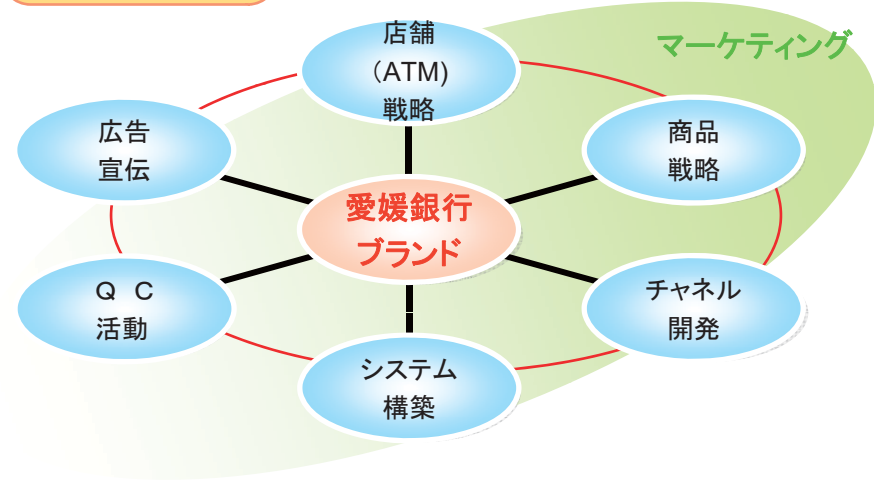 マーケティング
店舗
（ATM)
戦略
広告
宣伝
商品
戦略
愛媛銀行
ブランド
Ｑ　Ｃ
活動
チャネル
開発
システム
構築